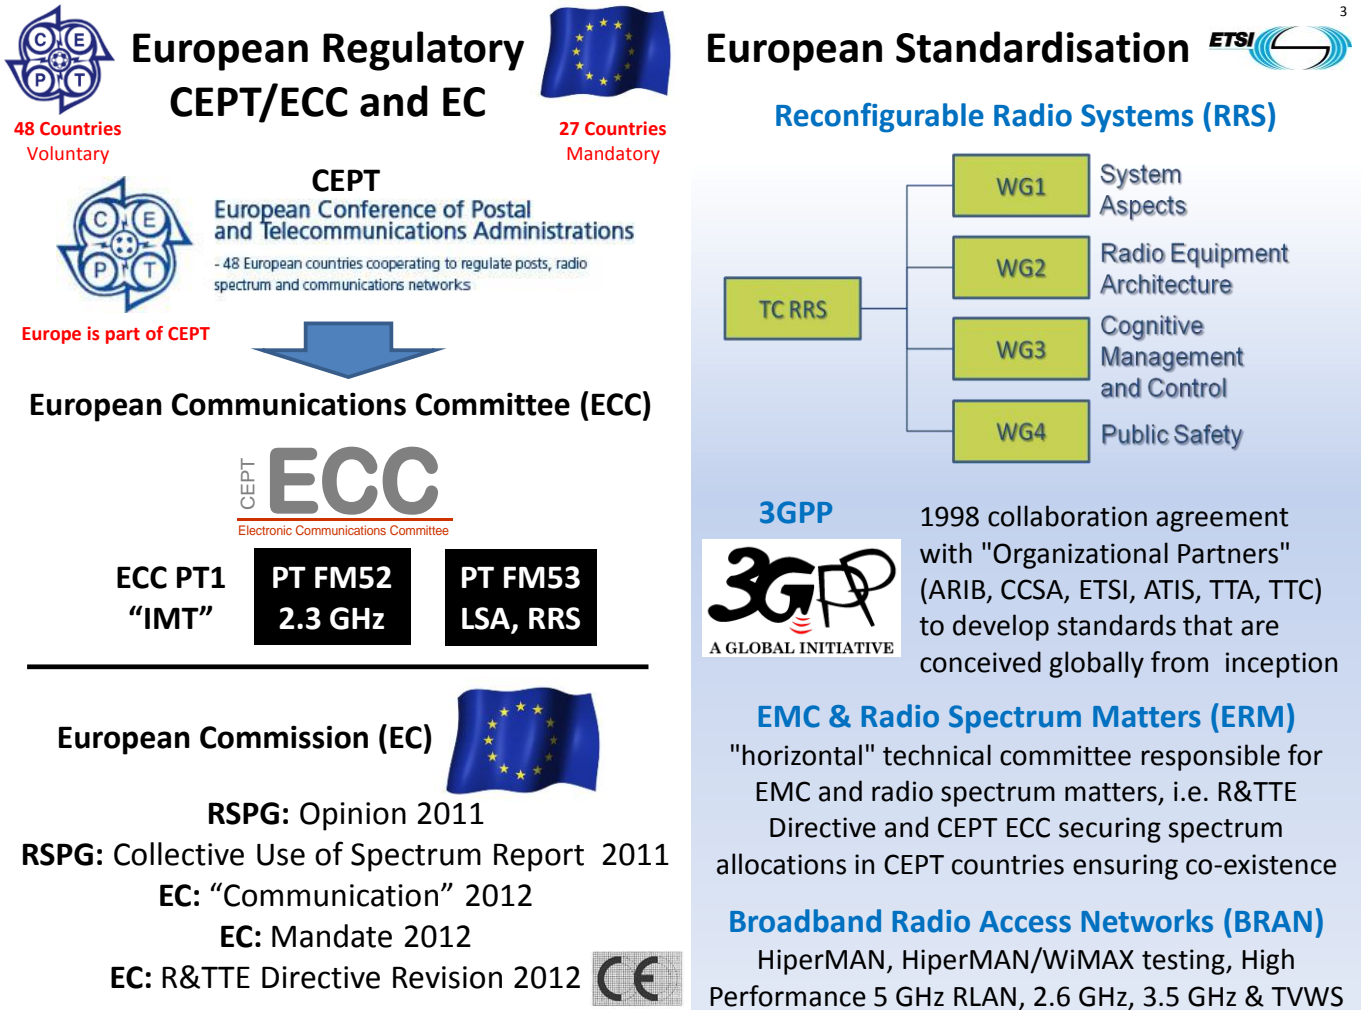 C E
P T
European Regulatory
CEPT/ECC and EC
48 Countries
Voluntary
27 Countries
Mandatory
CEPT
C E
P T
European Conference of Postal
and Telecommunications Administrations
- 48 European countries cooperating to regulate posts, radio
spectrum and communications networks
Europe is part of CEPT
European Communications Committee (ECC)
CEPT
ECC
Electronic Communications Committee
ECC PT1
“IMT”
PT FM52
2.3 GHz
PT FM53
LSA, RRS
European Commission (EC)
RSPG: Opinion 2011
RSPG: Collective Use of Spectrum Report 2011
EC: “Communication” 2012
EC: Mandate 2012
EC: R&TTE Directive Revision 2012
CE
3
European Standardisation
ETSI
Reconfigurable Radio Systems (RRS)
TC RRS
WG1
System
Aspects
WG2
Radio Equipment
Architecture
WG3
Cognitive
Management
and Control
WG4
Public Safety
3GPP
3GPP
A GLOBAL INITIATIVE
1998 collaboration agreement
with "Organizational Partners"
(ARIB, CCSA, ETSI, ATIS, TTA, TTC)
to develop standards that are
conceived globally from inception
EMC & Radio Spectrum Matters (ERM)
"horizontal" technical committee responsible for
EMC and radio spectrum matters, i.e. R&TTE
Directive and CEPT ECC securing spectrum
allocations in CEPT countries ensuring co-existence
Broadband Radio Access Networks (BRAN)
HiperMAN, HiperMAN/WiMAX testing, High
Performance 5 GHz RLAN, 2.6 GHz, 3.5 GHz & TVWS